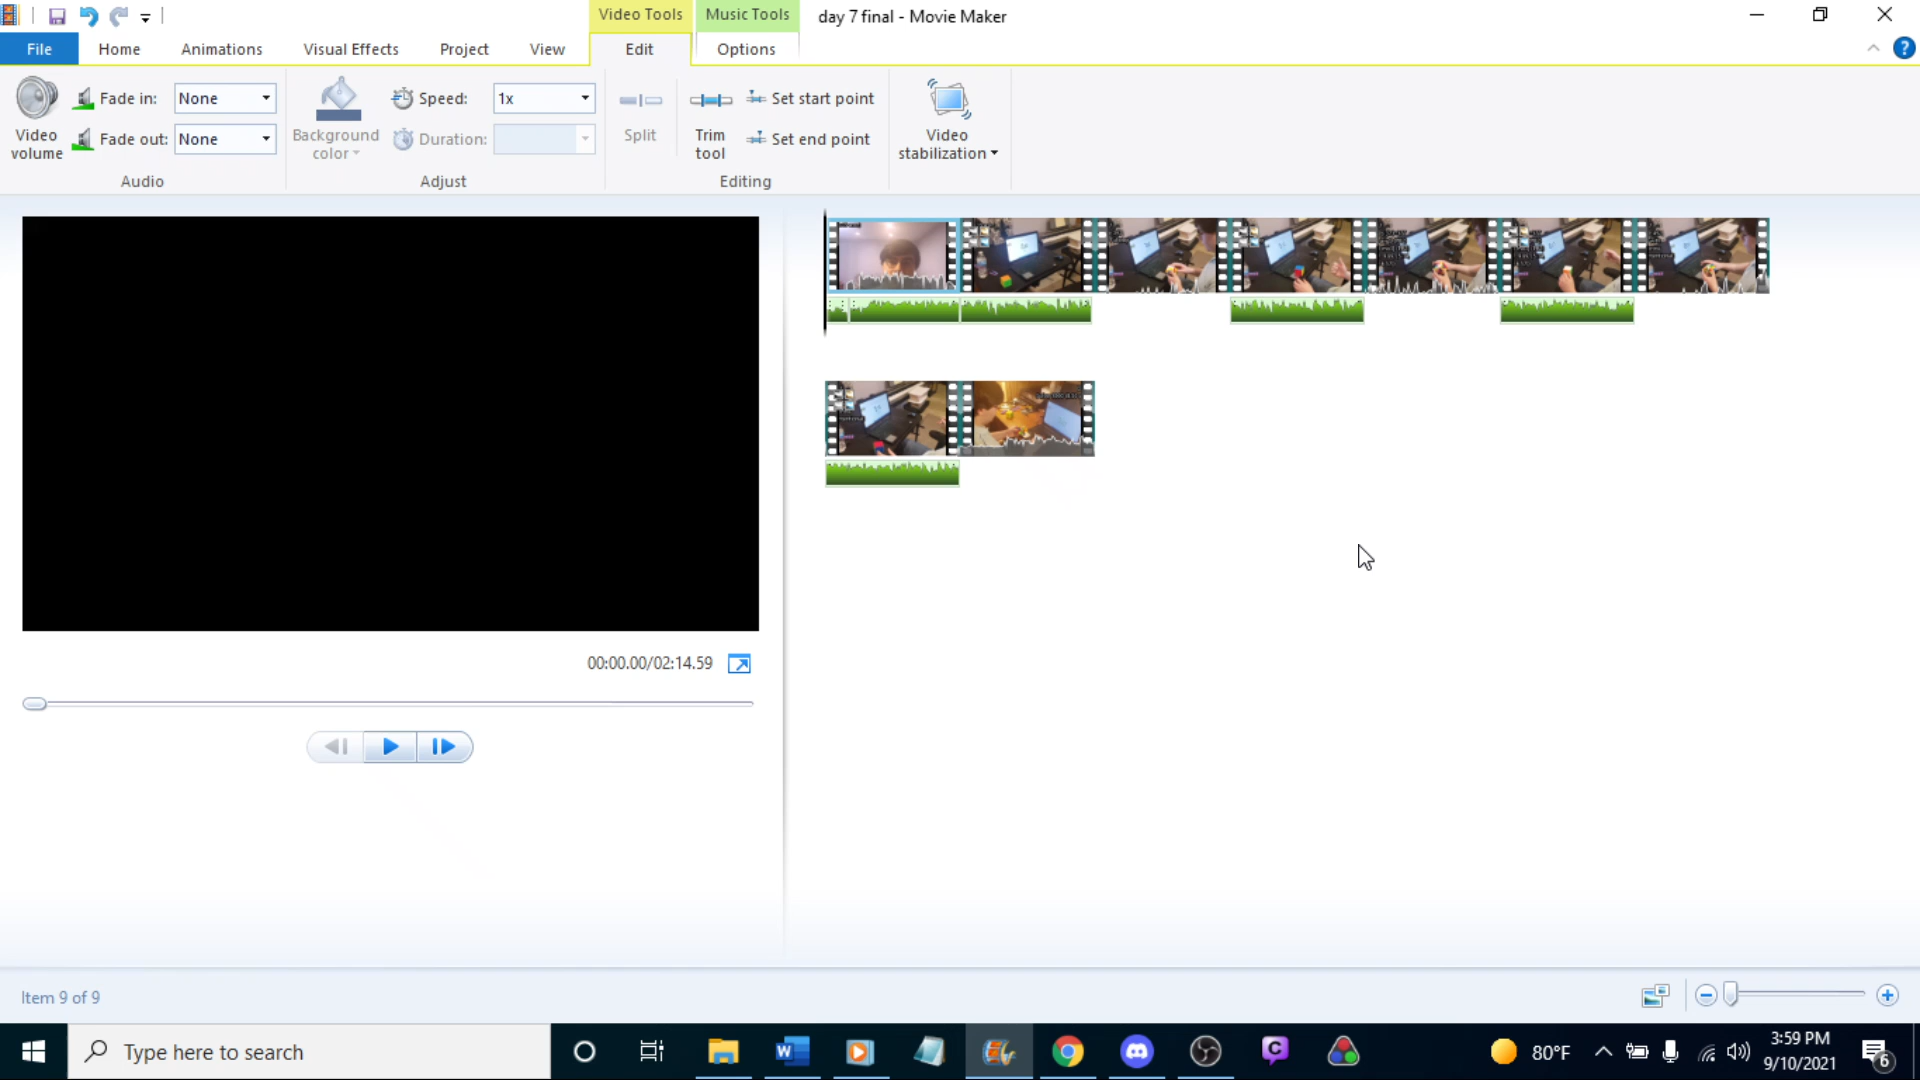 Video Tools
Music Tools
day 7 final - Movie Maker
File
Home
Animations
Visual Effects
Project
View
Edit
Options
Video volume
Fade in:
None
Fade out:
None
Audio
Background color
Speed:
1x
Duration:
Adjust
Split
Trim tool
Set start point
Set end point
Editing
Video stabilization
00:00.00/02:14.59
Item 9 of 9
Type here to search
80°F
3:59 PM
9/10/2021
6